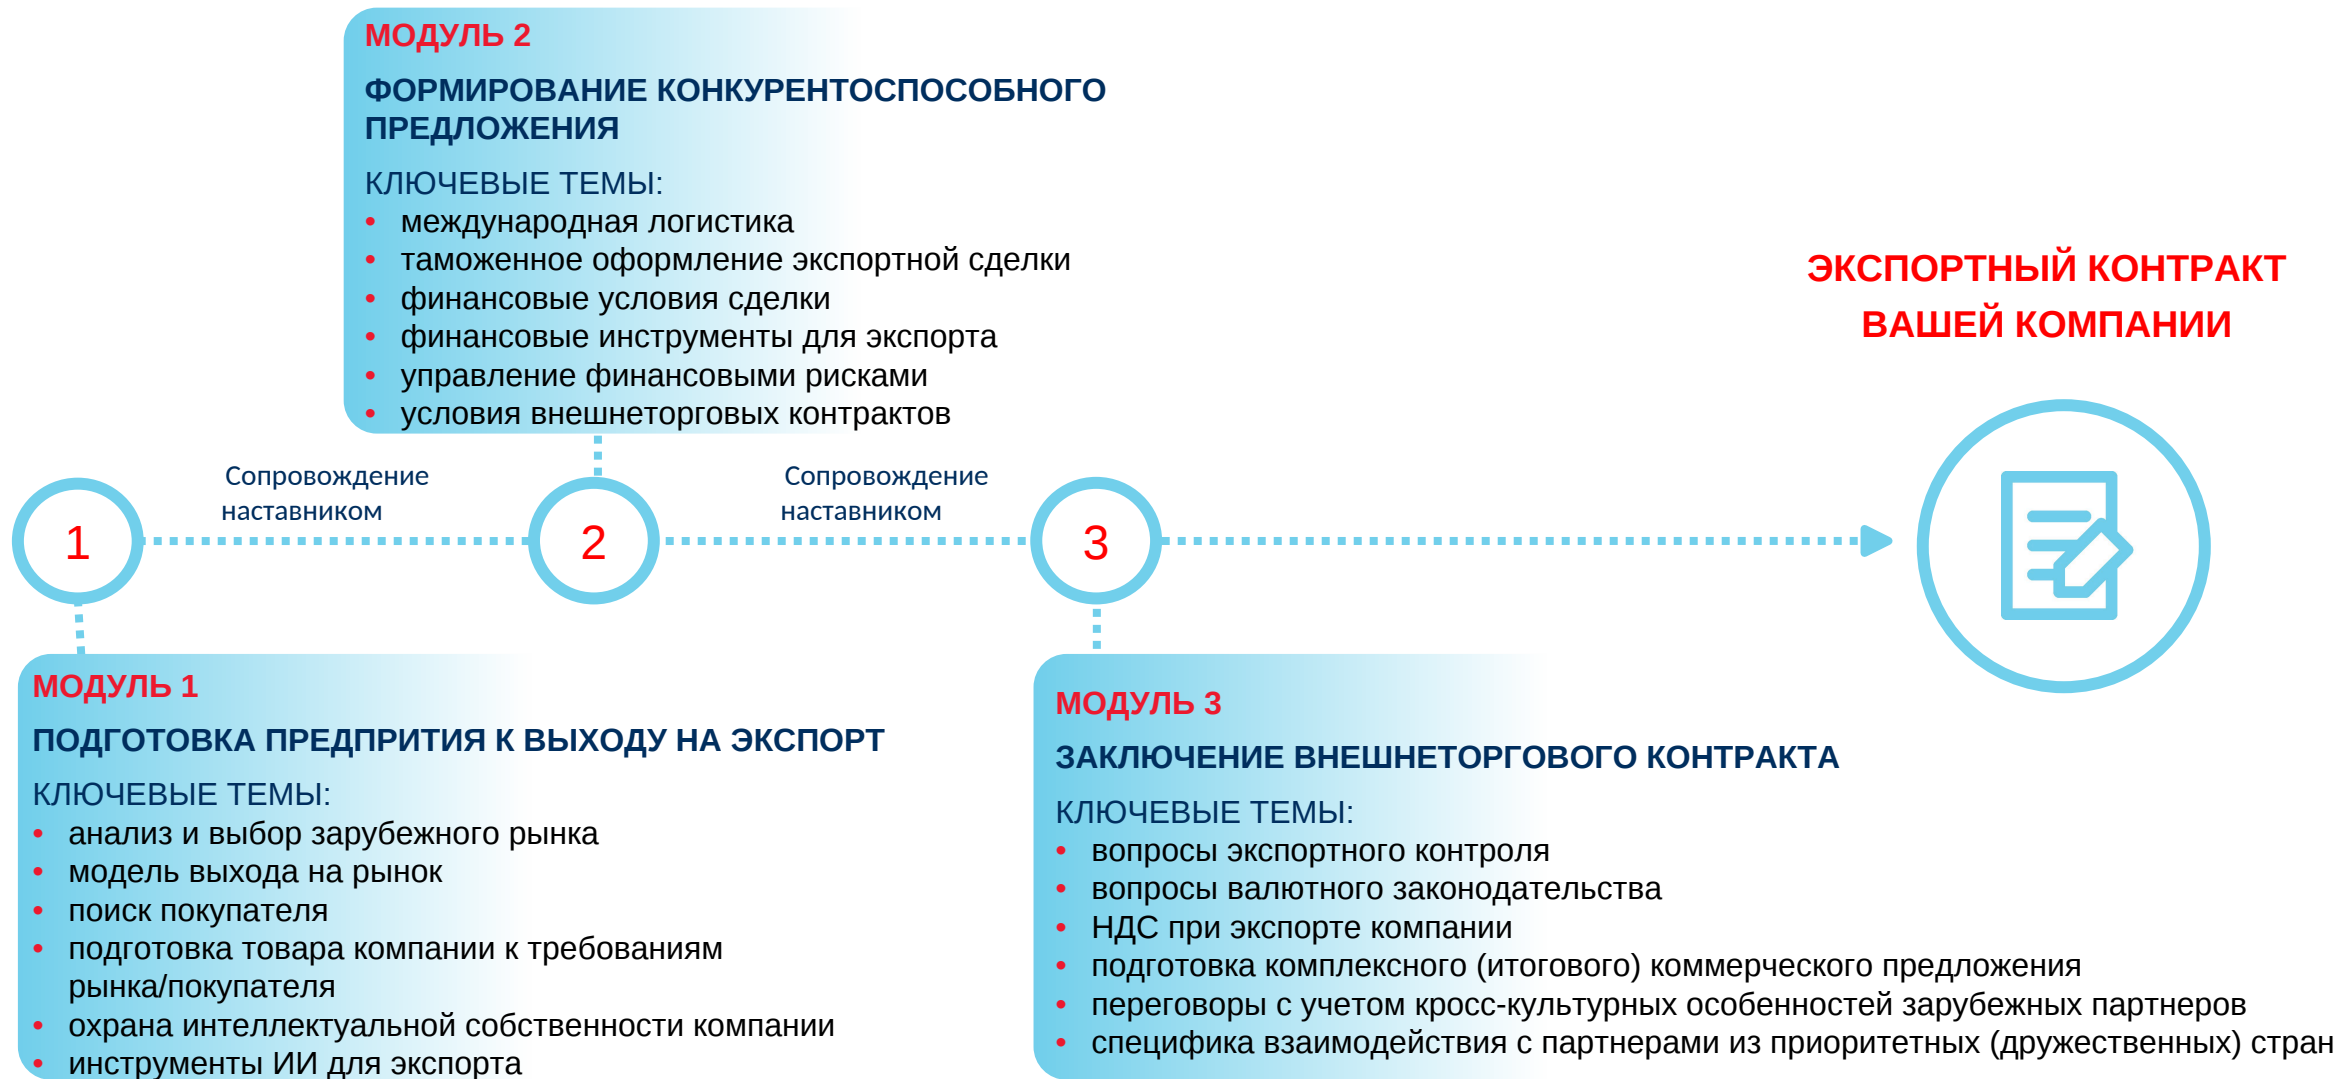 МОДУЛЬ 2
ФОРМИРОВАНИЕ КОНКУРЕНТОСПОСОБНОГО
ПРЕДЛОЖЕНИЯ
КЛЮЧЕВЫЕ ТЕМЫ:
• международная логистика
• таможенное оформление экспортной сделки
• финансовые условия сделки
• финансовые инструменты для экспорта
• управление финансовыми рисками
• условия внешнеторговых контрактов
ЭКСПОРТНЫЙ КОНТРАКТ
ВАШЕЙ КОМПАНИИ
Сопровождение
наставником
Сопровождение
наставником
1
2
3
МОДУЛЬ 1
ПОДГОТОВКА ПРЕДПРИТИЯ К ВЫХОДУ НА ЭКСПОРТ
КЛЮЧЕВЫЕ ТЕМЫ:
• анализ и выбор зарубежного рынка
• модель выхода на рынок
• поиск покупателя
• подготовка товара компании к требованиям
рынка/покупателя
• охрана интеллектуальной собственности компании
• инструменты ИИ для экспорта
МОДУЛЬ 3
ЗАКЛЮЧЕНИЕ ВНЕШНЕТОРГОВОГО КОНТРАКТА
КЛЮЧЕВЫЕ ТЕМЫ:
• вопросы экспортного контроля
• вопросы валютного законодательства
• НДС при экспорте компании
• подготовка комплексного (итогового) коммерческого предложения
• переговоры с учетом кросс-культурных особенностей зарубежных партнеров
• специфика взаимодействия с партнерами из приоритетных (дружественных) стран